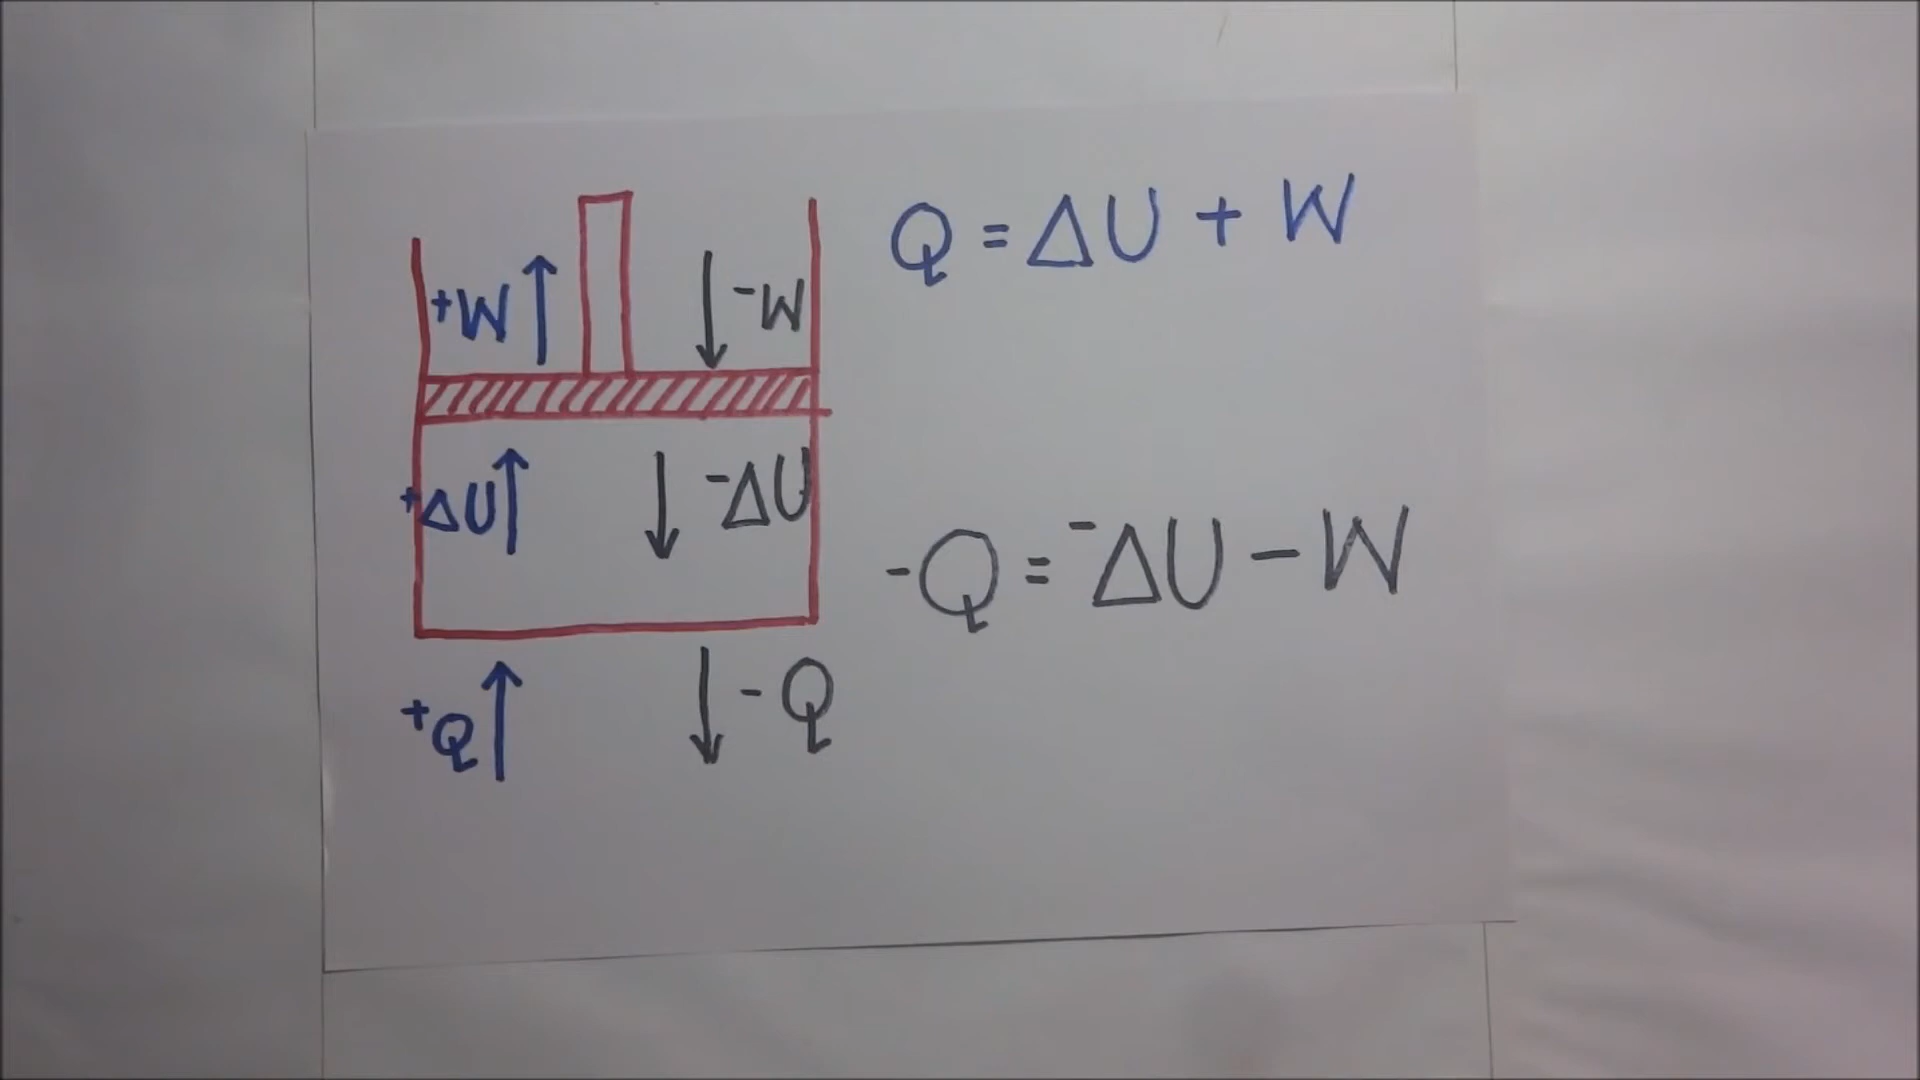 Q = ΔU + W
+W
-W
+ΔU
-ΔU
-Q = -ΔU - W
+Q
-Q